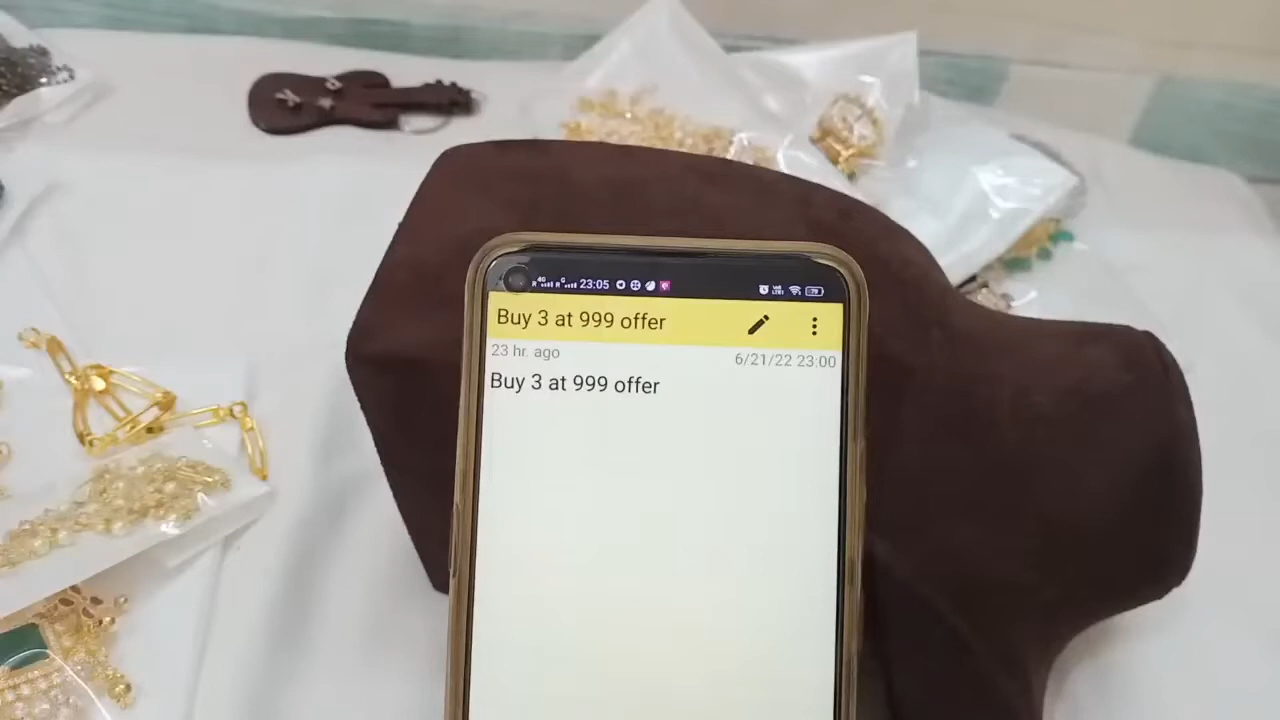 23:05
Buy 3 at 999 offer
23 hr. ago
6/21/22 23:00
Buy 3 at 999 offer